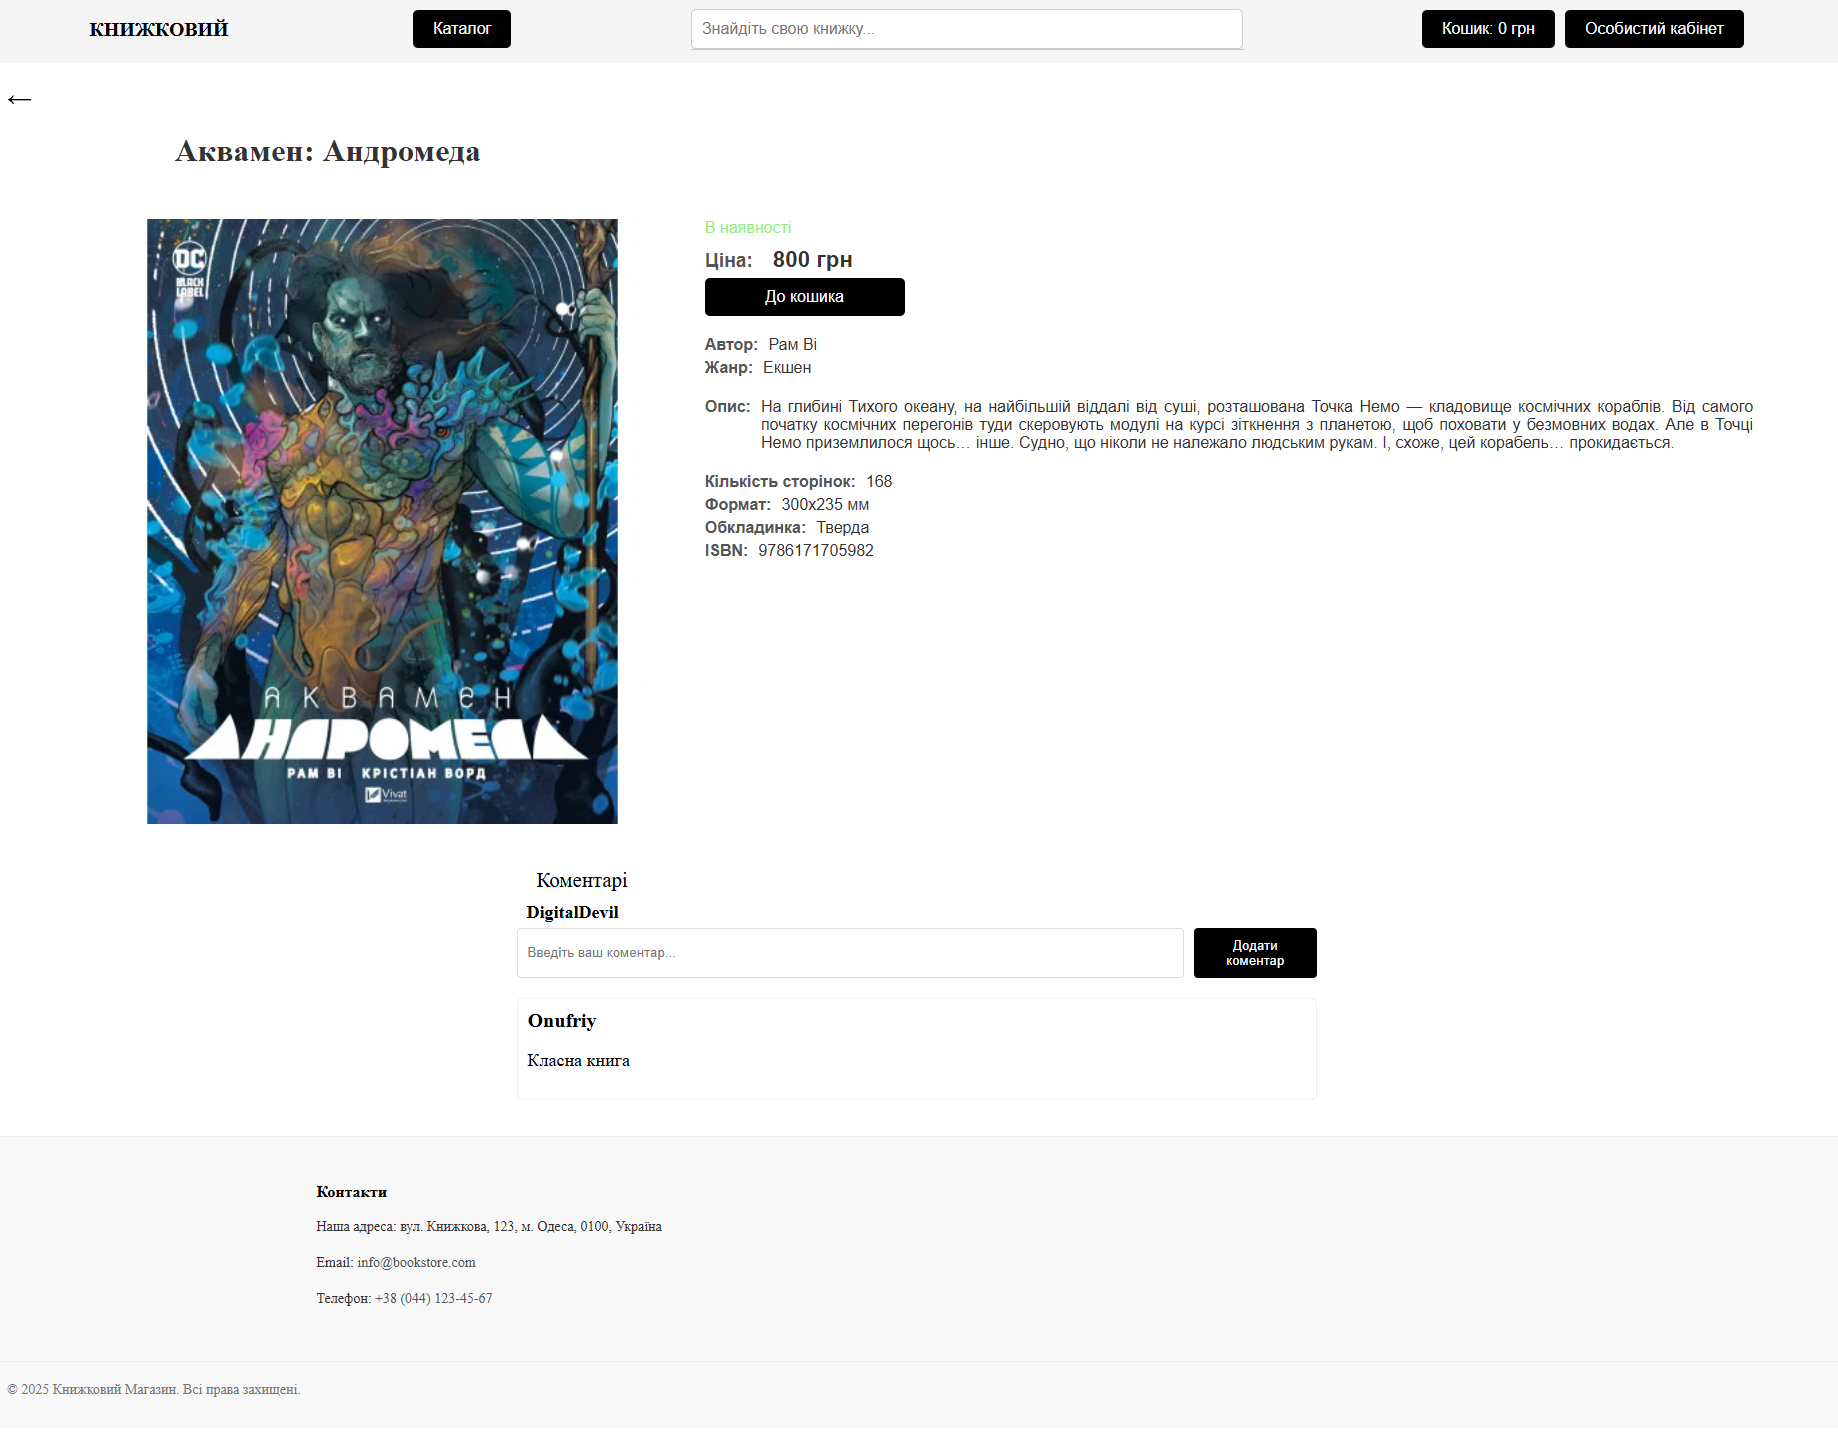 КНИЖКОВИЙ
Каталог
Знайдіть свою книжку...
Кошик: 0 грн
Особистий кабінет
←
Аквамен: Андромеда
DC
BLACK
LABEL
АКВАМЕН
АНДРОМЕДА
РАМ ВІ КРІСТІАН ВОРД
Vivat
В наявності
Ціна: 800 грн
До кошика
Автор: Рам Ві
Жанр: Екшен
Опис: На глибині Тихого океану, на найбільшій віддалі від суші, розташована Точка Немо — кладовище космічних кораблів. Від самого
початку космічних перегонів туди скеровують модулі на курсі зіткнення з планетою, щоб поховати у безмовних водах. Але в Точці
Немо приземлилося щось… інше. Судно, що ніколи не належало людським рукам. І, схоже, цей корабель… прокидається.
Кількість сторінок: 168
Формат: 300x235 мм
Обкладинка: Тверда
ISBN: 9786171705982
Коментарі
DigitalDevil
Введіть ваш коментар...
Додати
коментар
Onufriy
Класна книга
Контакти
Наша адреса: вул. Книжкова, 123, м. Одеса, 0100, Україна
Email: info@bookstore.com
Телефон: +38 (044) 123-45-67
© 2025 Книжковий Магазин. Всі права захищені.